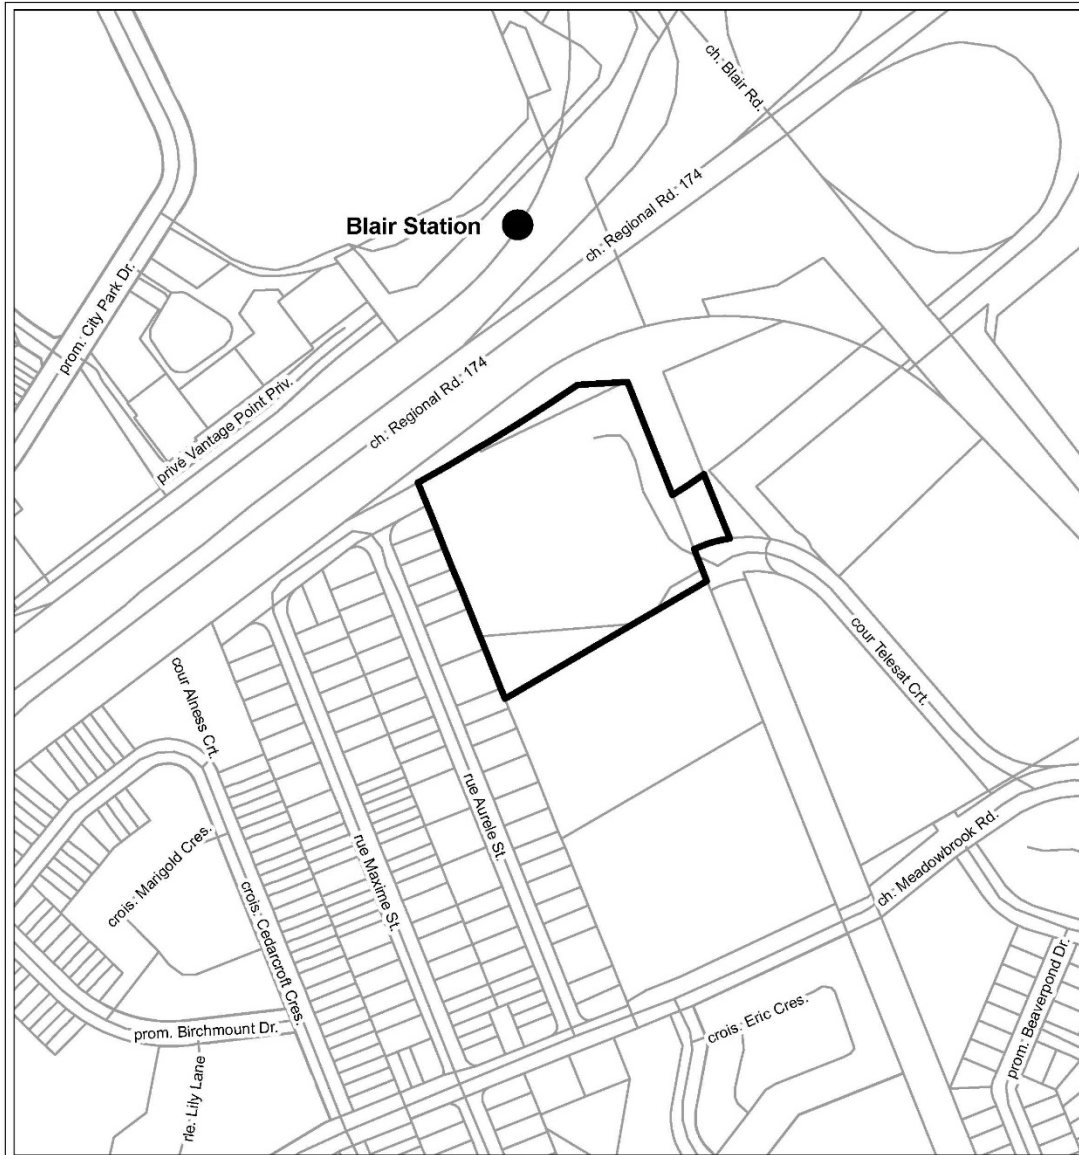 ch. Blair Rd.
Blair Station
ch. Regional Rd. 174
prom. City Park Dr.
ch. Regional Rd. 174
privé Vantage Point Priv.
cour Telesat Crt.
cour Alness Crt.
rue Aurele St.
rue Maxime St.
crois. Marigold Cres.
ch. Meadowbrook Rd.
crois. Cedarcroft Cres.
prom. Beaverpond Dr.
crois. Eric Cres.
prom. Birchmount Dr.
rle. Lily Lane